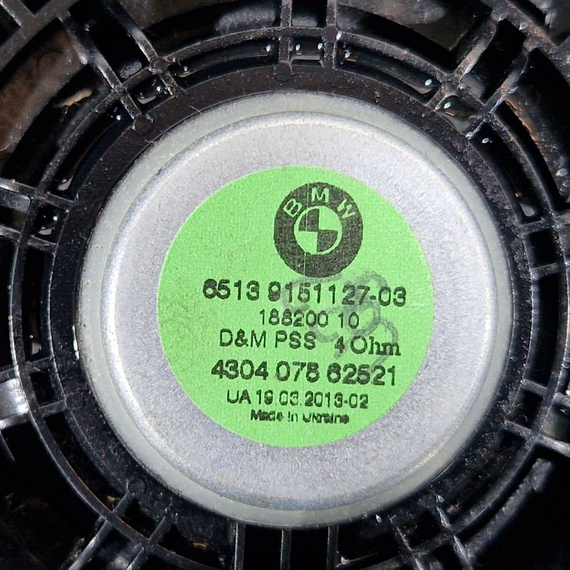 BMW
6513 9151127-03
188200 10
D&M PSS 4 Ohm
4304 078 62521
UA 19.03.2013-02
Made in Ukraine